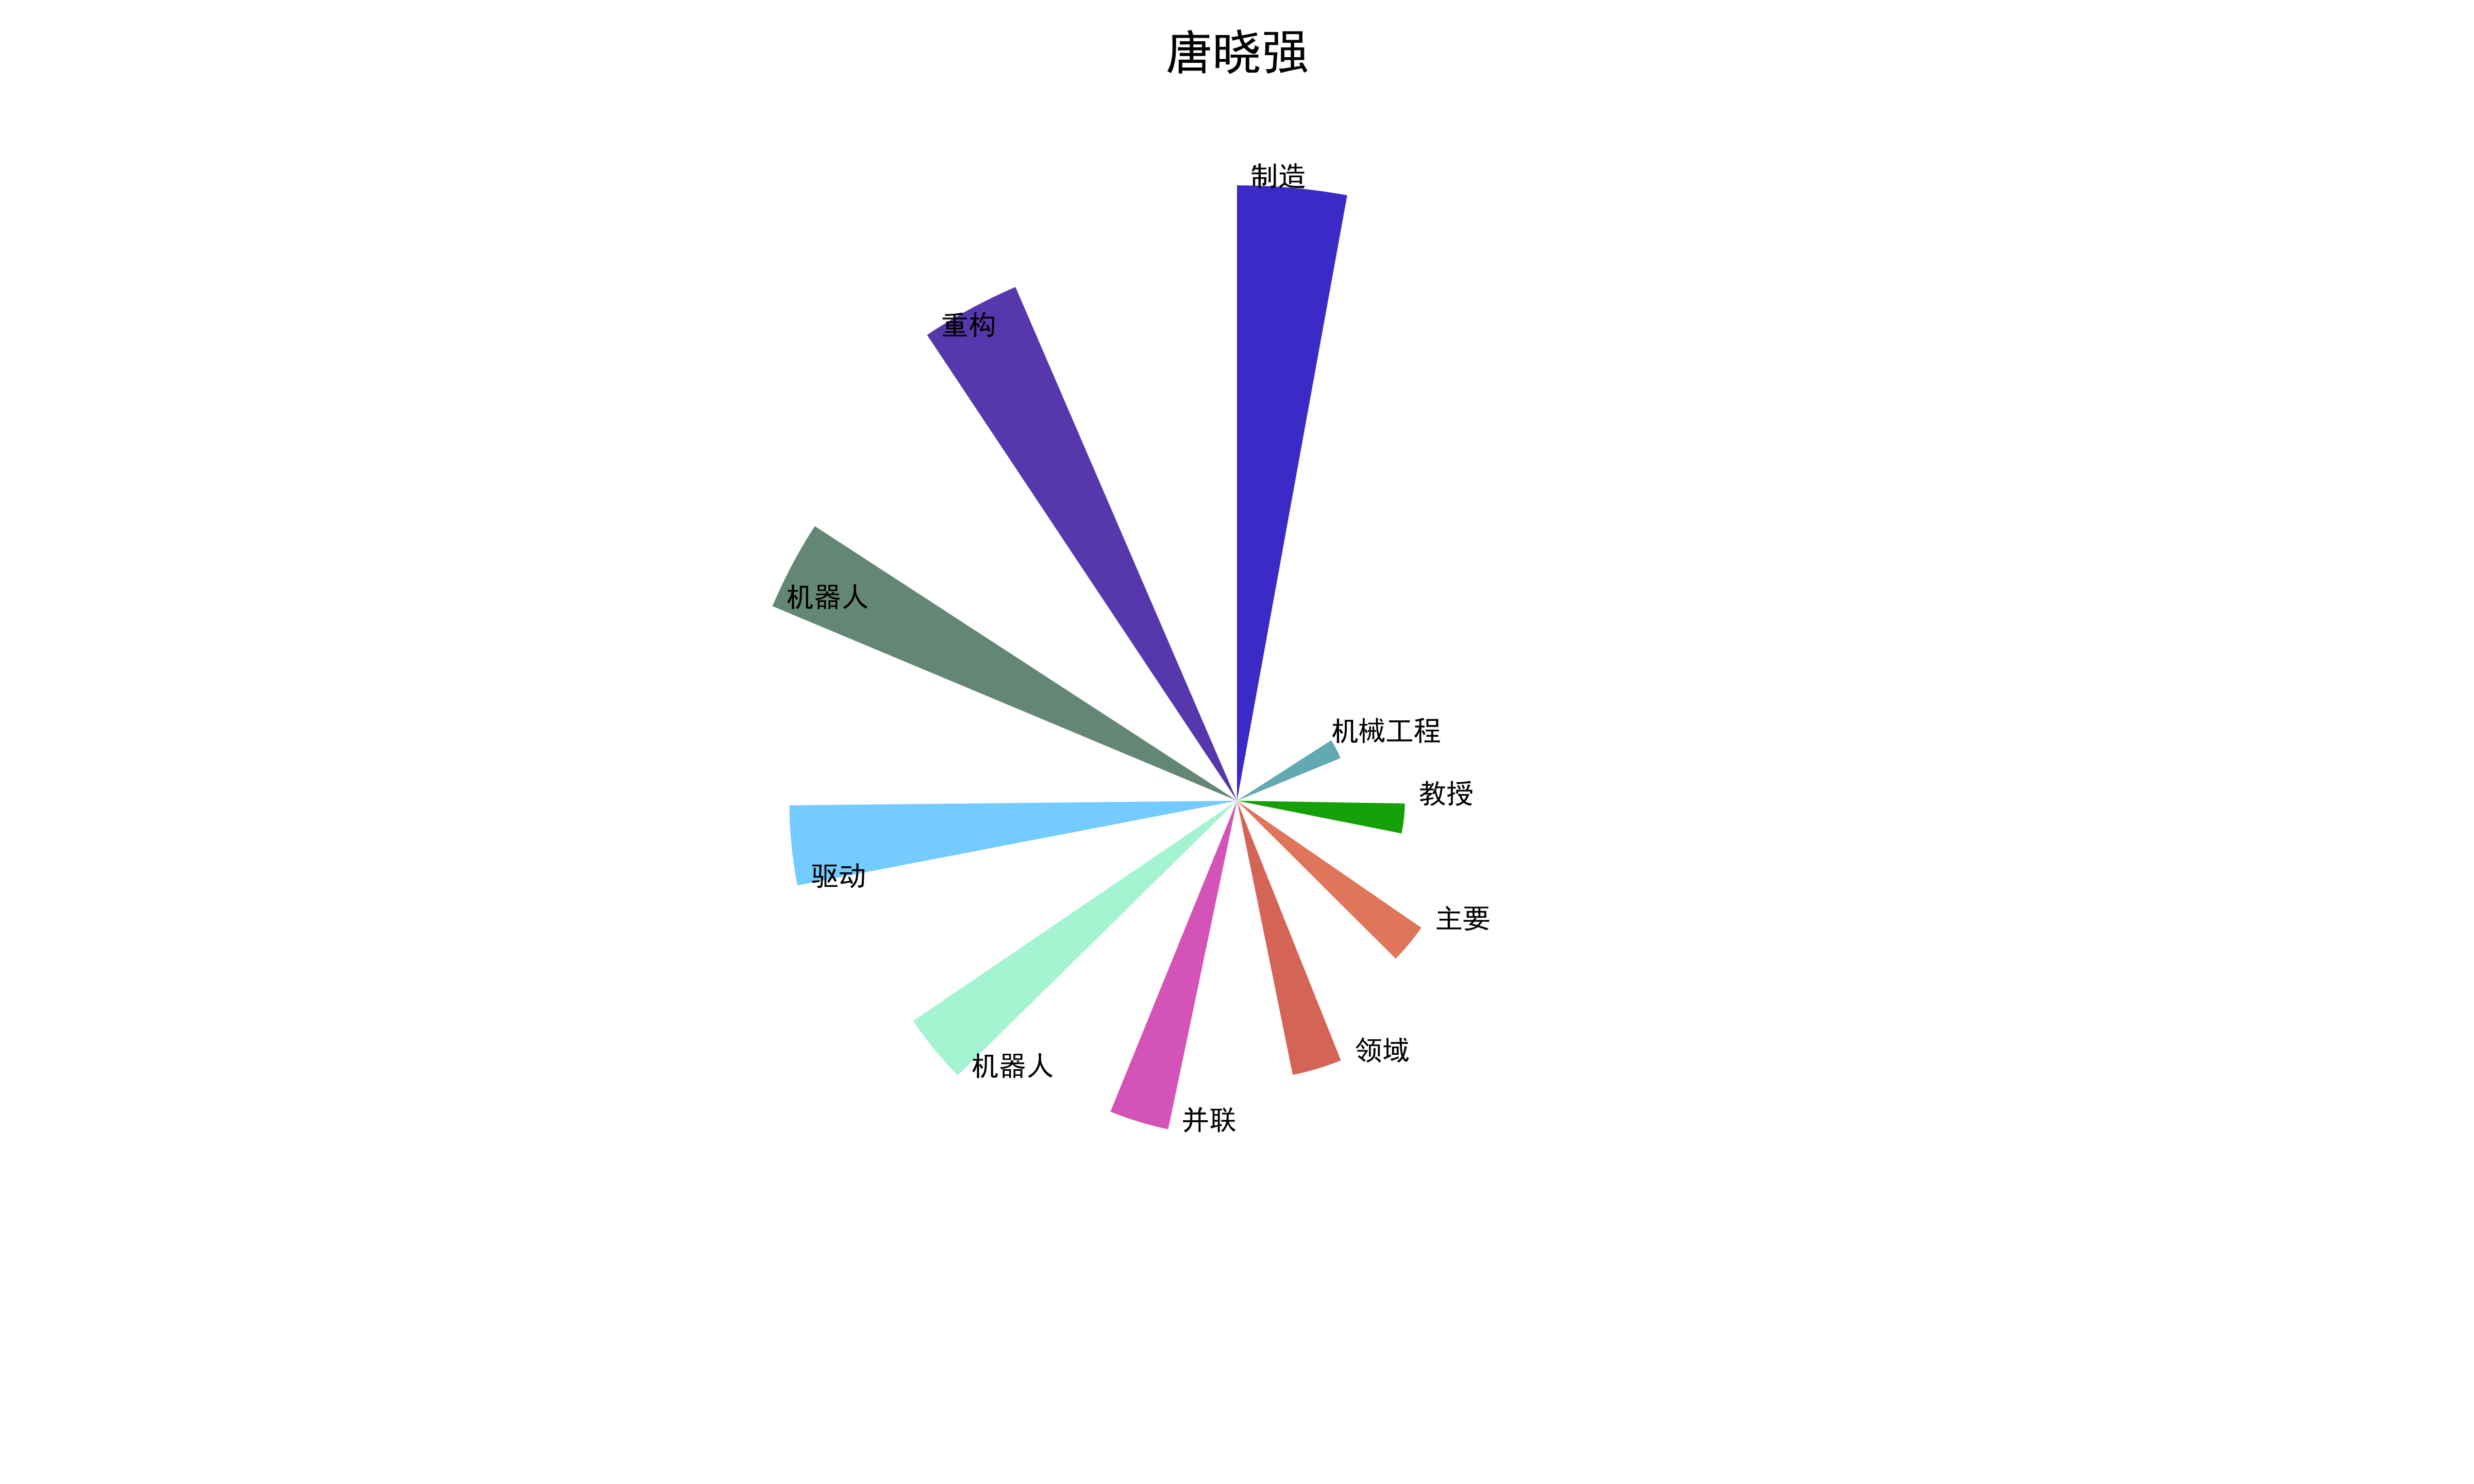 唐晓强
制造
重构
机器人
机械工程
教授
驱动
主要
领域
机器人
并联